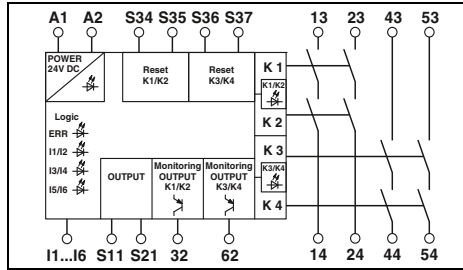 A1 A2 S34 S35 S36 S37 13 23 43 53
POWER
24V DC
Reset
K1/K2
Reset
K3/K4
K 1
K1/K2
K 2
Logic
ERR
I1/I2
I3/I4
I5/I6
OUTPUT
Monitoring
OUTPUT
K1/K2
Monitoring
OUTPUT
K3/K4
K 3
K3/K4
K 4
I1...I6 S11 S21 32 62 14 24 44 54